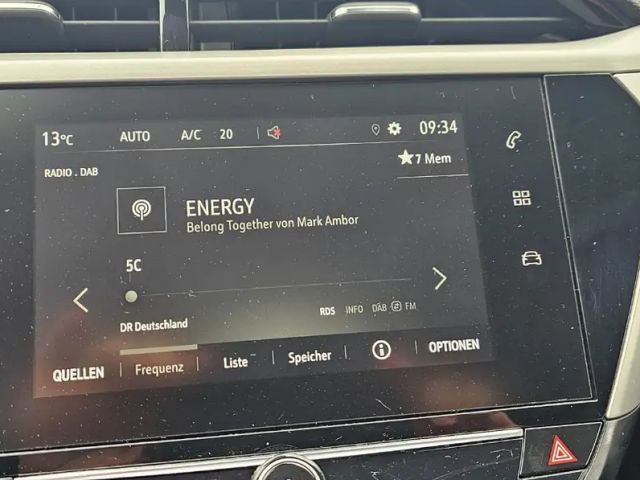 13°C AUTO A/C 20 09:34
RADIO . DAB
7 Mem
ENERGY
Belong Together von Mark Ambor
5C
RDS INFO DAB FM
DR Deutschland
QUELLEN Frequenz Liste Speicher i OPTIONEN